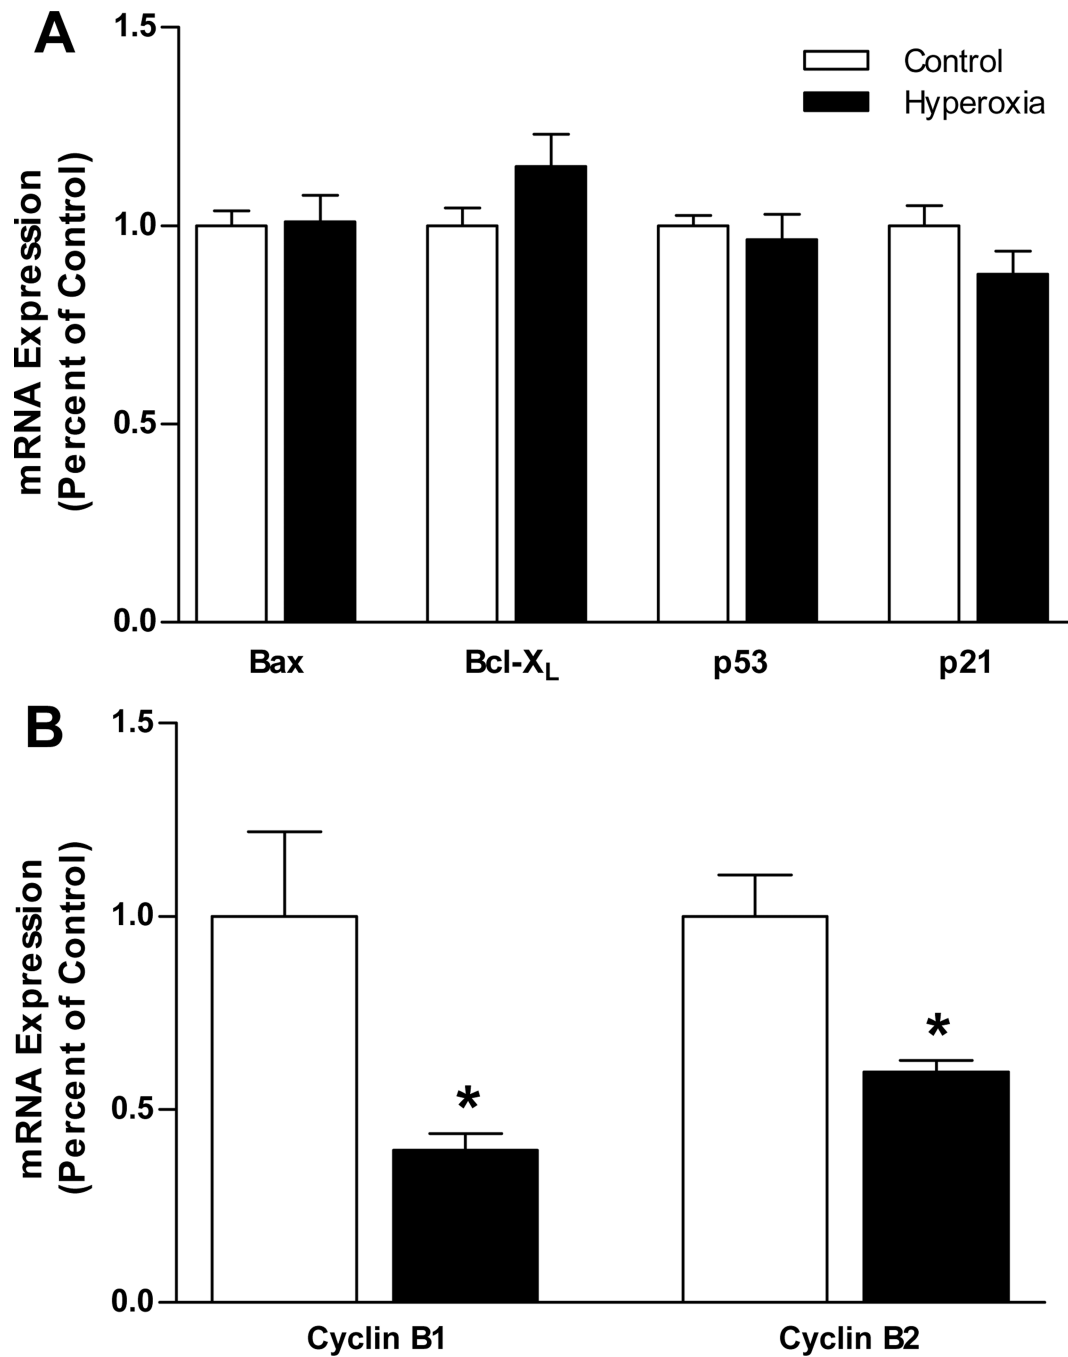 A
1.5
Control
Hyperoxia
mRNA Expression
(Percent of Control)
1.0
0.5
0.0
Bax Bcl-XL p53 p21
B
1.5
mRNA Expression
(Percent of Control)
1.0
*
*
0.5
0.0
Cyclin B1 Cyclin B2